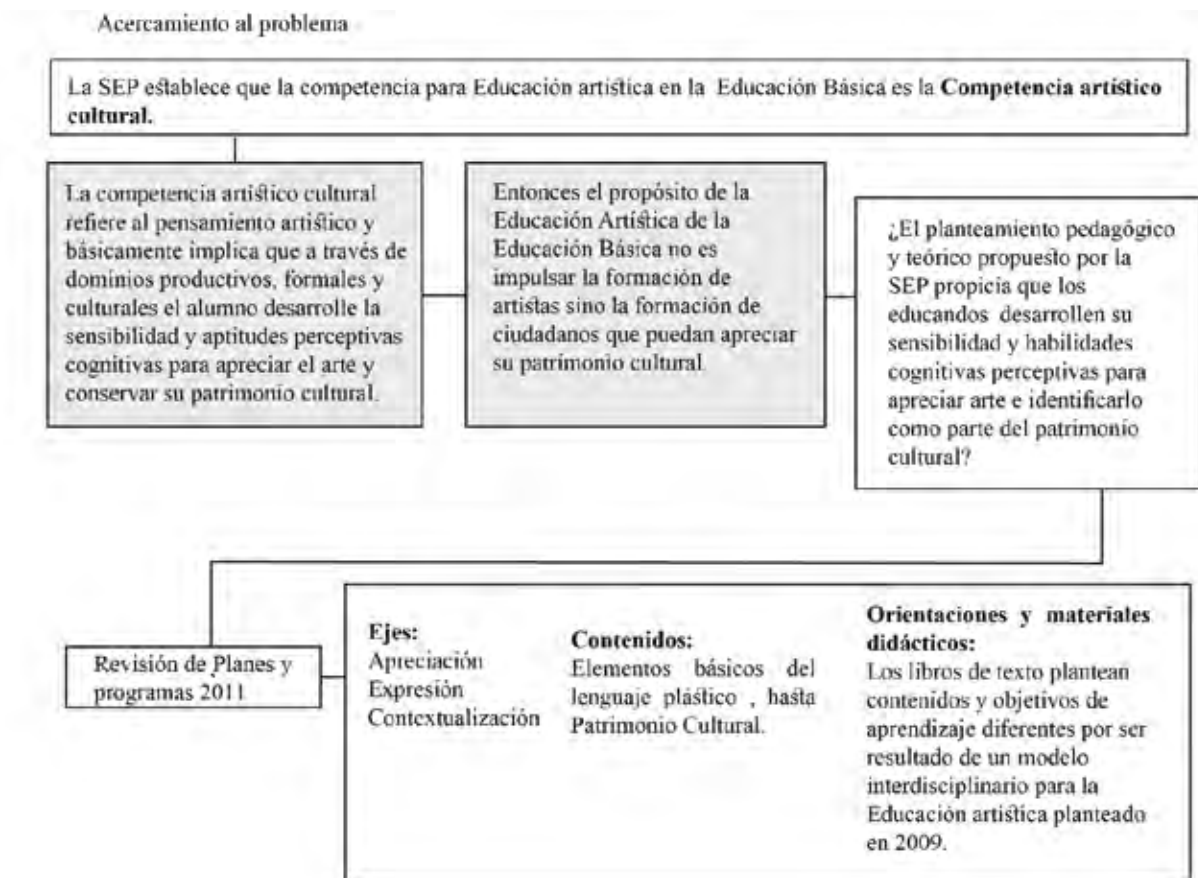 Acercamiento al problema
La SEP establece que la competencia para Educación artística en la Educación Básica es la Competencia artístico
cultural.
La competencia artístico cultural
refiere al pensamiento artístico y
básicamente implica que a través de
dominios productivos, formales y
culturales el alumno desarrolle la
sensibilidad y aptitudes perceptivas
cognitivas para apreciar el arte y
conservar su patrimonio cultural.
Entonces el propósito de la
Educación Artística de la
Educación Básica no es
impulsar la formación de
artistas sino la formación de
ciudadanos que puedan apreciar
su patrimonio cultural
¿El planteamiento pedagógico
y teórico propuesto por la
SEP propicia que los
educandos desarrollen su
sensibilidad y habilidades
cognitivas perceptivas para
apreciar arte e identificarlo
como parte del patrimonio
cultural?
Revisión de Planes y
programas 2011
Ejes:
Apreciación
Expresión
Contextualización
Contenidos:
Elementos básicos del
lenguaje plástico , hasta
Patrimonio Cultural.
Orientaciones y materiales
didácticos:
Los libros de texto plantean
contenidos y objetivos de
aprendizaje diferentes por ser
resultado de un modelo
interdisciplinario para la
Educación artística planteado
en 2009.